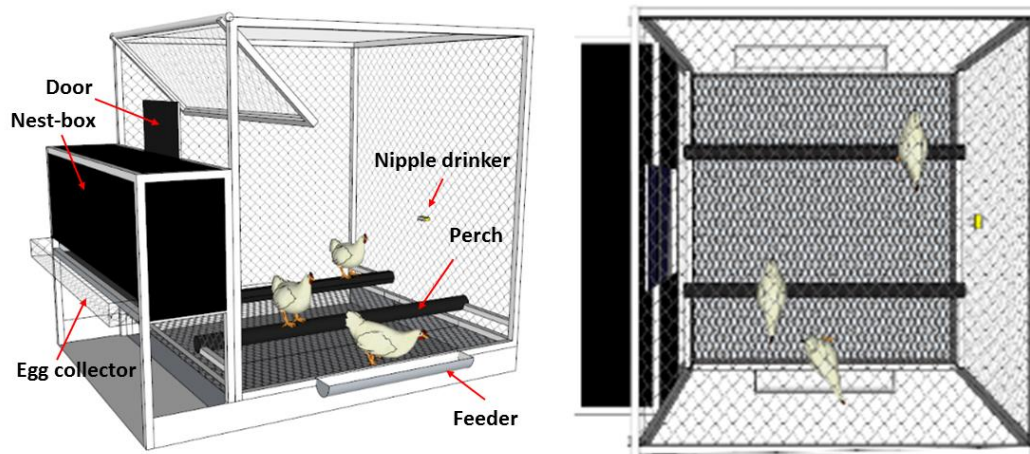 Door
Nest-box
Nipple drinker
Perch
Egg collector
Feeder